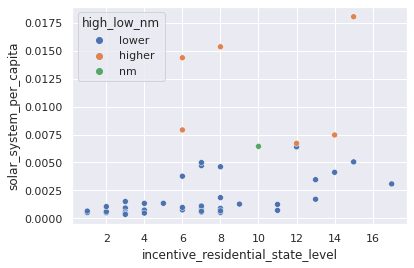 high_low_nm
lower
higher
nm
solar_system_per_capita
0.0175
0.0150
0.0125
0.0100
0.0075
0.0050
0.0025
0.0000
2 4 6 8 10 12 14 16
incentive_residential_state_level